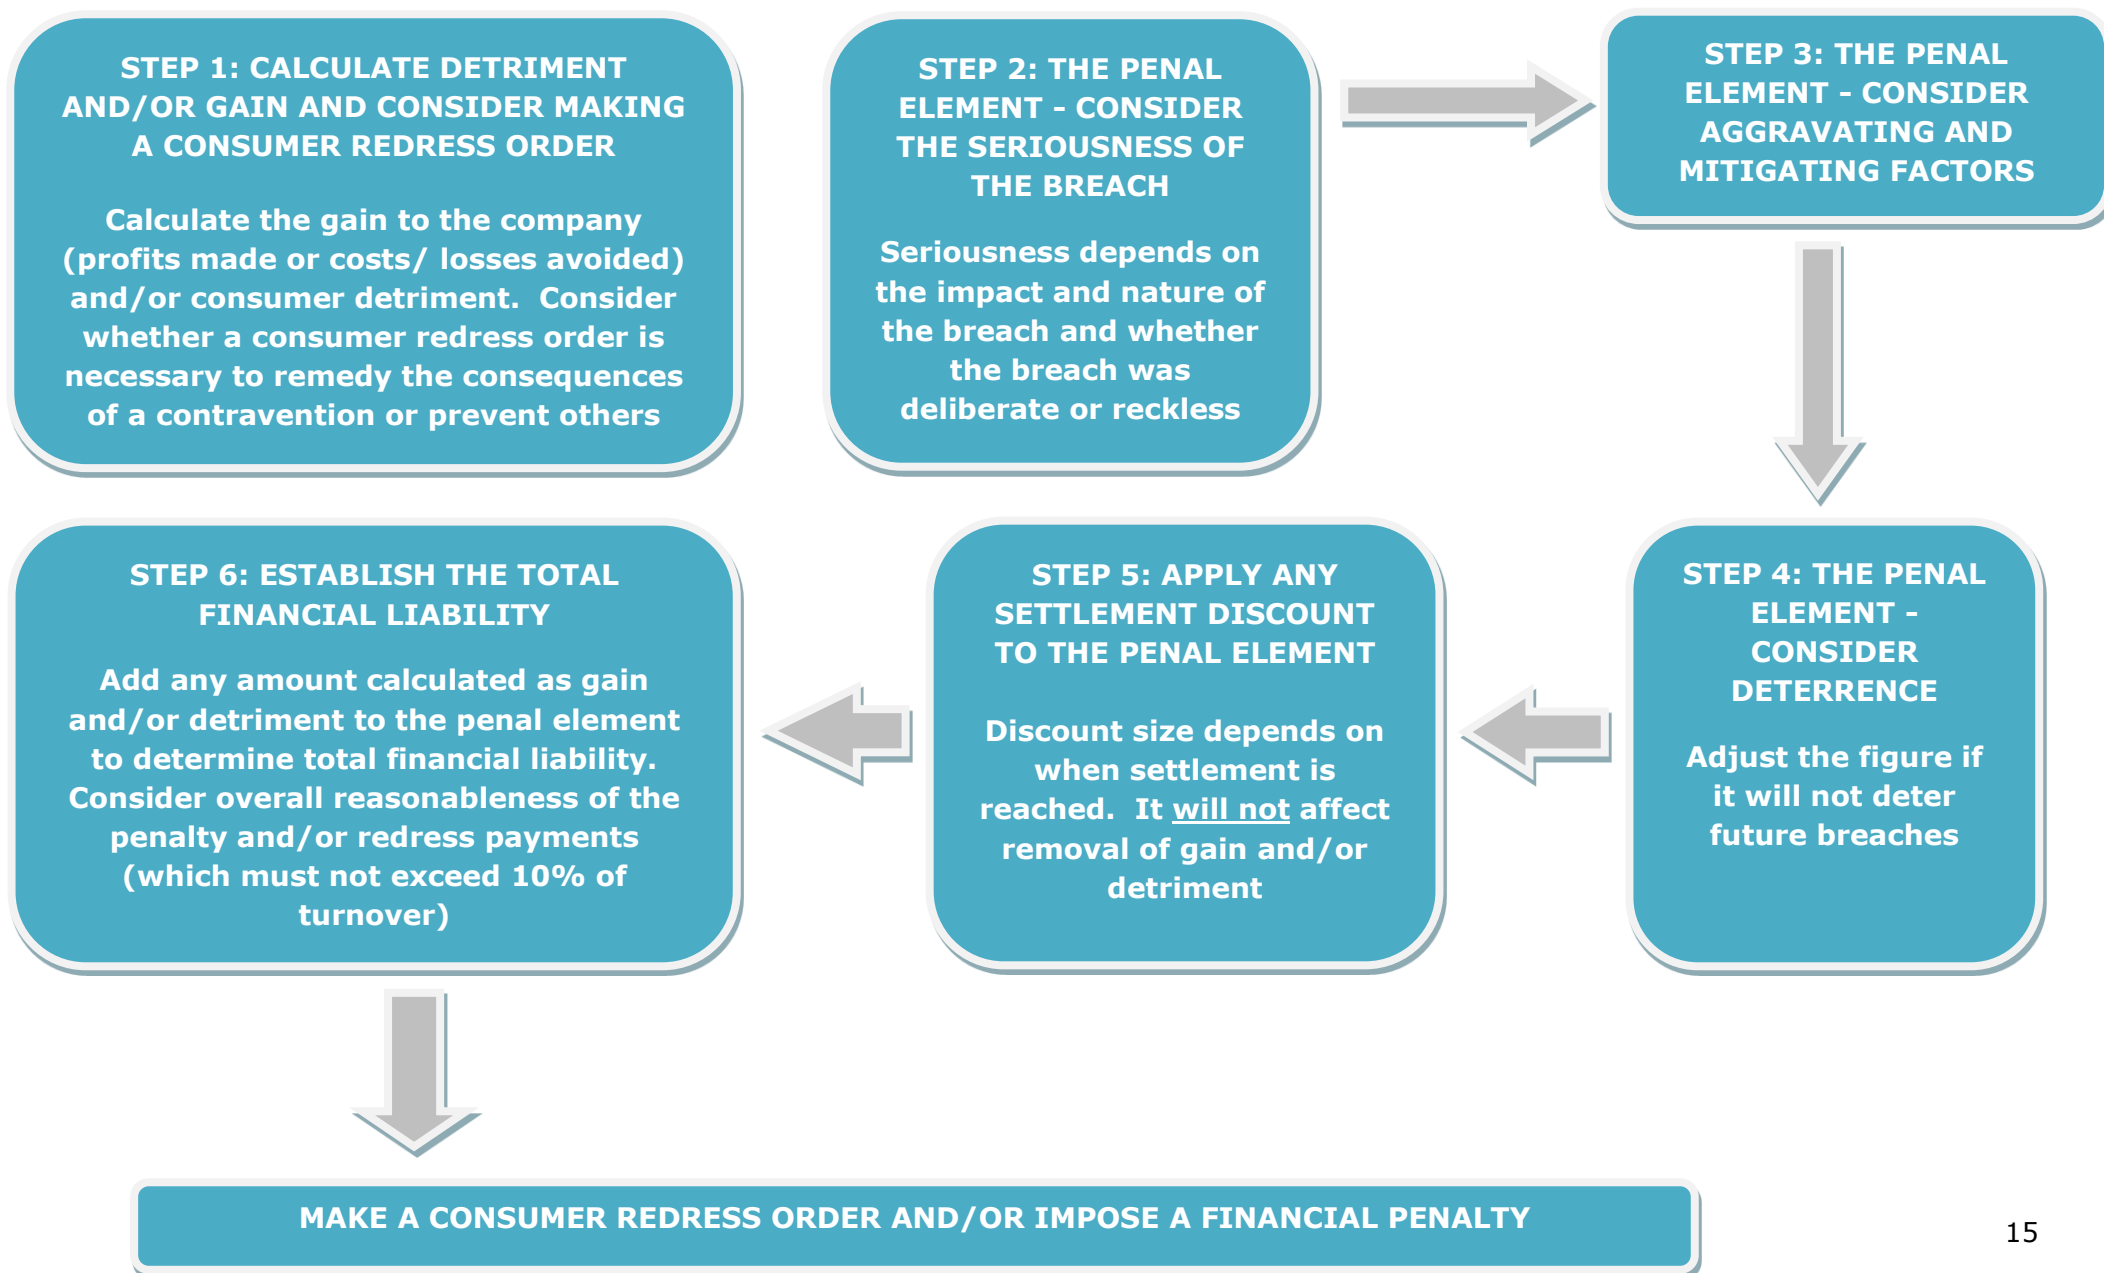 STEP 1: CALCULATE DETRIMENT
AND/OR GAIN AND CONSIDER MAKING
A CONSUMER REDRESS ORDER
Calculate the gain to the company
(profits made or costs/ losses avoided)
and/or consumer detriment.  Consider
whether a consumer redress order is
necessary to remedy the consequences
of a contravention or prevent others
STEP 2: THE PENAL
ELEMENT – CONSIDER
THE SERIOUSNESS OF
THE BREACH
Seriousness depends on
the impact and nature of
the breach and whether
the breach was
deliberate or reckless
STEP 3: THE PENAL
ELEMENT – CONSIDER
AGGRAVATING AND
MITIGATING FACTORS
STEP 4: THE PENAL
ELEMENT –
CONSIDER
DETERRENCE
Adjust the figure if
it will not deter
future breaches
STEP 5: APPLY ANY
SETTLEMENT DISCOUNT
TO THE PENAL ELEMENT
Discount size depends on
when settlement is
reached.  It will not affect
removal of gain and/or
detriment
STEP 6: ESTABLISH THE TOTAL
FINANCIAL LIABILITY
Add any amount calculated as gain
and/or detriment to the penal element
to determine total financial liability.
Consider overall reasonableness of the
penalty and/or redress payments
(which must not exceed 10% of
turnover)
MAKE A CONSUMER REDRESS ORDER AND/OR IMPOSE A FINANCIAL PENALTY
15